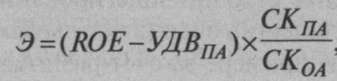 Э = (ROE – УДВ_ПА) × СК_ПА / СК_ОА,